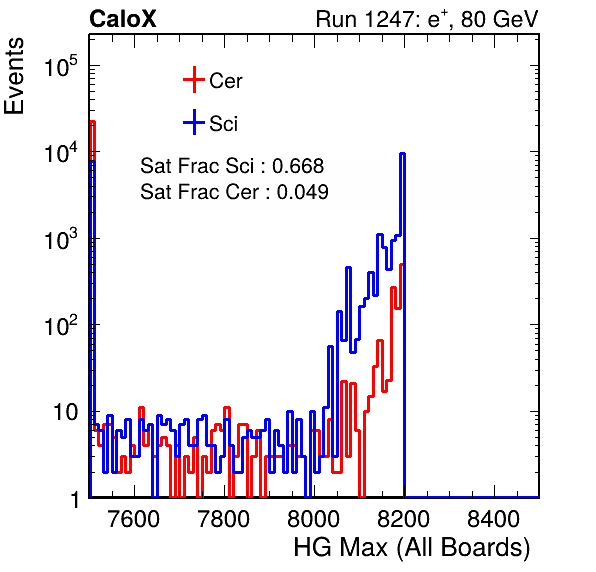 CaloX Run 1247: e⁺, 80 GeV
Events
Cer
Sci
Sat Frac Sci : 0.668
Sat Frac Cer : 0.049
10⁵
10⁴
10³
10²
10
1
7600 7800 8000 8200 8400
HG Max (All Boards)